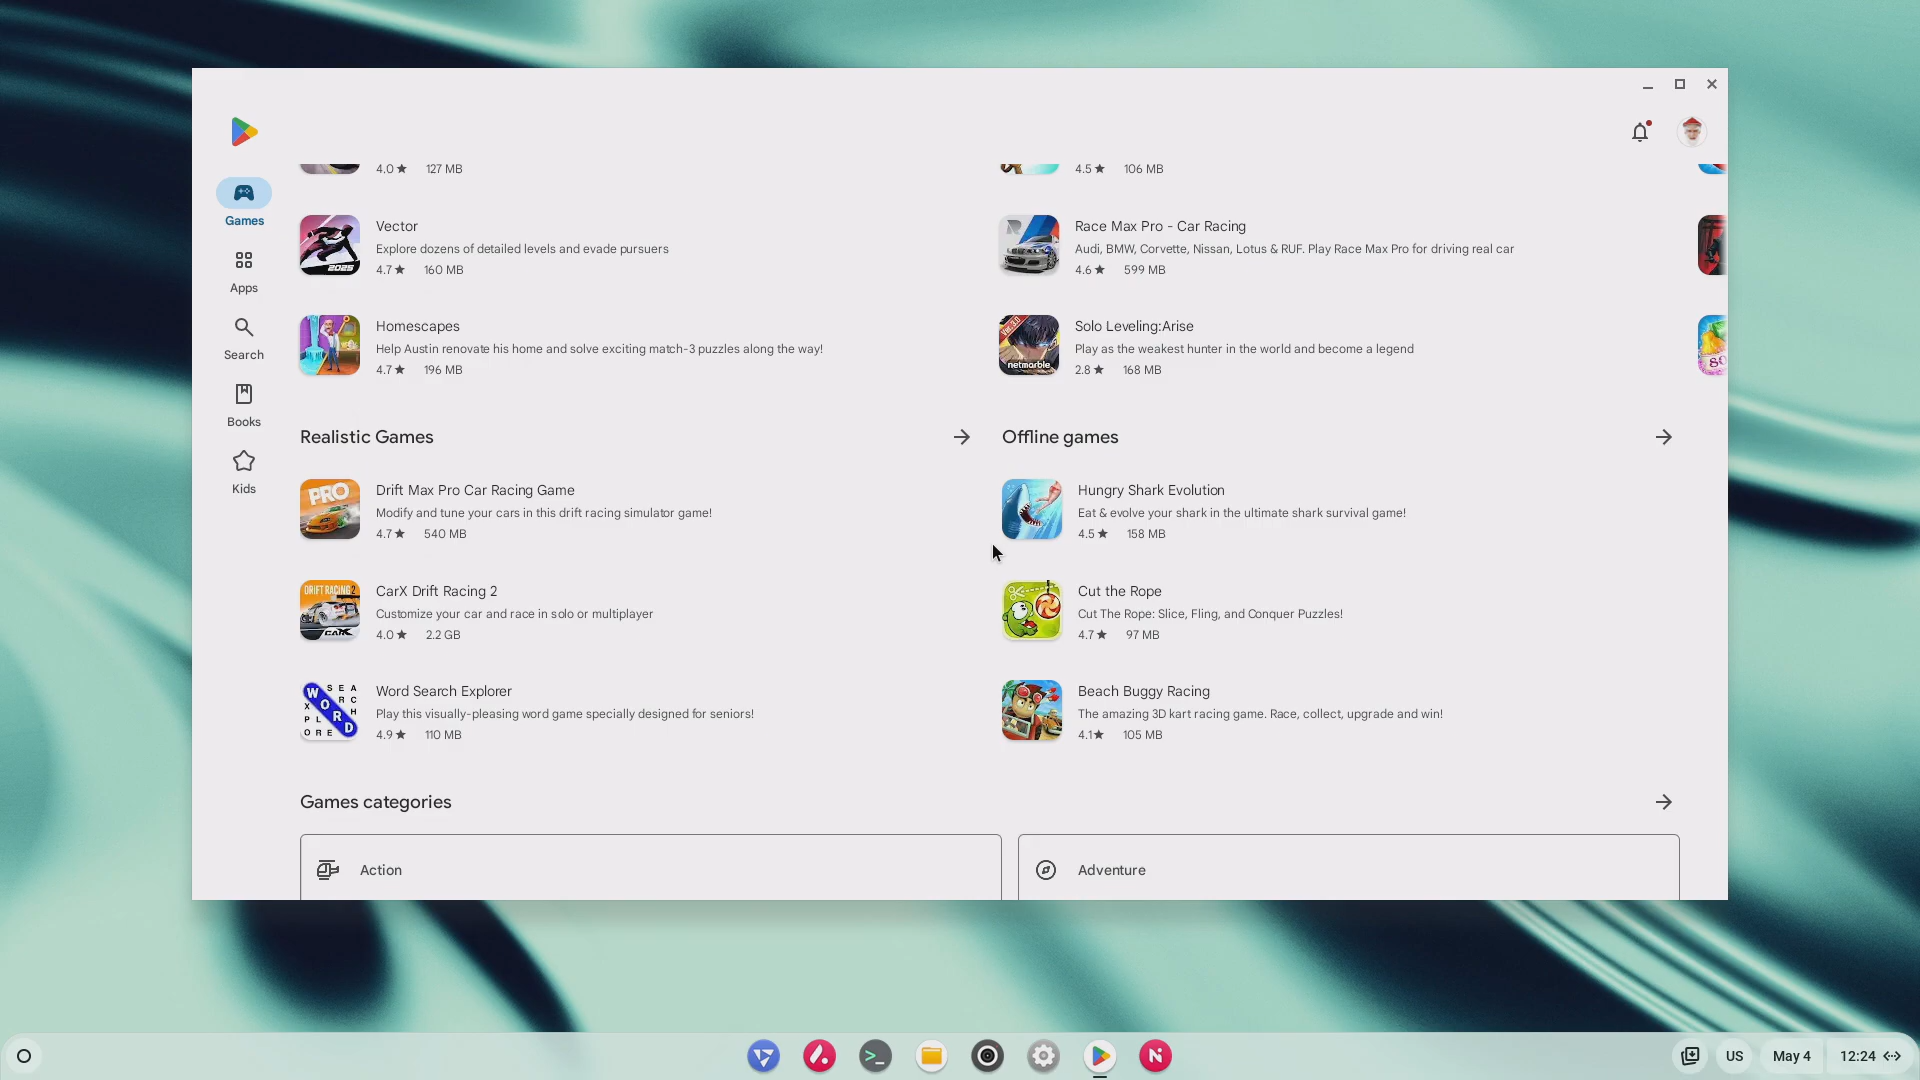 4.0 ★ 127 MB
4.5 ★ 106 MB
Games
Vector
Explore dozens of detailed levels and evade pursuers
4.7 ★ 160 MB
2025
Race Max Pro - Car Racing
Audi, BMW, Corvette, Nissan, Lotus & RUF. Play Race Max Pro for driving real car
4.6 ★ 599 MB
Apps
Homescapes
Help Austin renovate his home and solve exciting match-3 puzzles along the way!
4.7 ★ 196 MB
Solo Leveling:Arise
Play as the weakest hunter in the world and become a legend
2.8 ★ 168 MB
netmarble
Search
Books
Kids
Realistic Games
Offline games
PRO
Drift Max Pro Car Racing Game
Modify and tune your cars in this drift racing simulator game!
4.7 ★ 540 MB
Hungry Shark Evolution
Eat & evolve your shark in the ultimate shark survival game!
4.5 ★ 158 MB
DRIFT RACING 2
CarX
CarX Drift Racing 2
Customize your car and race in solo or multiplayer
4.0 ★ 2.2 GB
Cut the Rope
Cut The Rope: Slice, Fling, and Conquer Puzzles!
4.7 ★ 97 MB
WORD
Word Search Explorer
Play this visually-pleasing word game specially designed for seniors!
4.9 ★ 110 MB
Beach Buggy Racing
The amazing 3D kart racing game. Race, collect, upgrade and win!
4.1 ★ 105 MB
Games categories
Action
Adventure
US
May 4
12:24